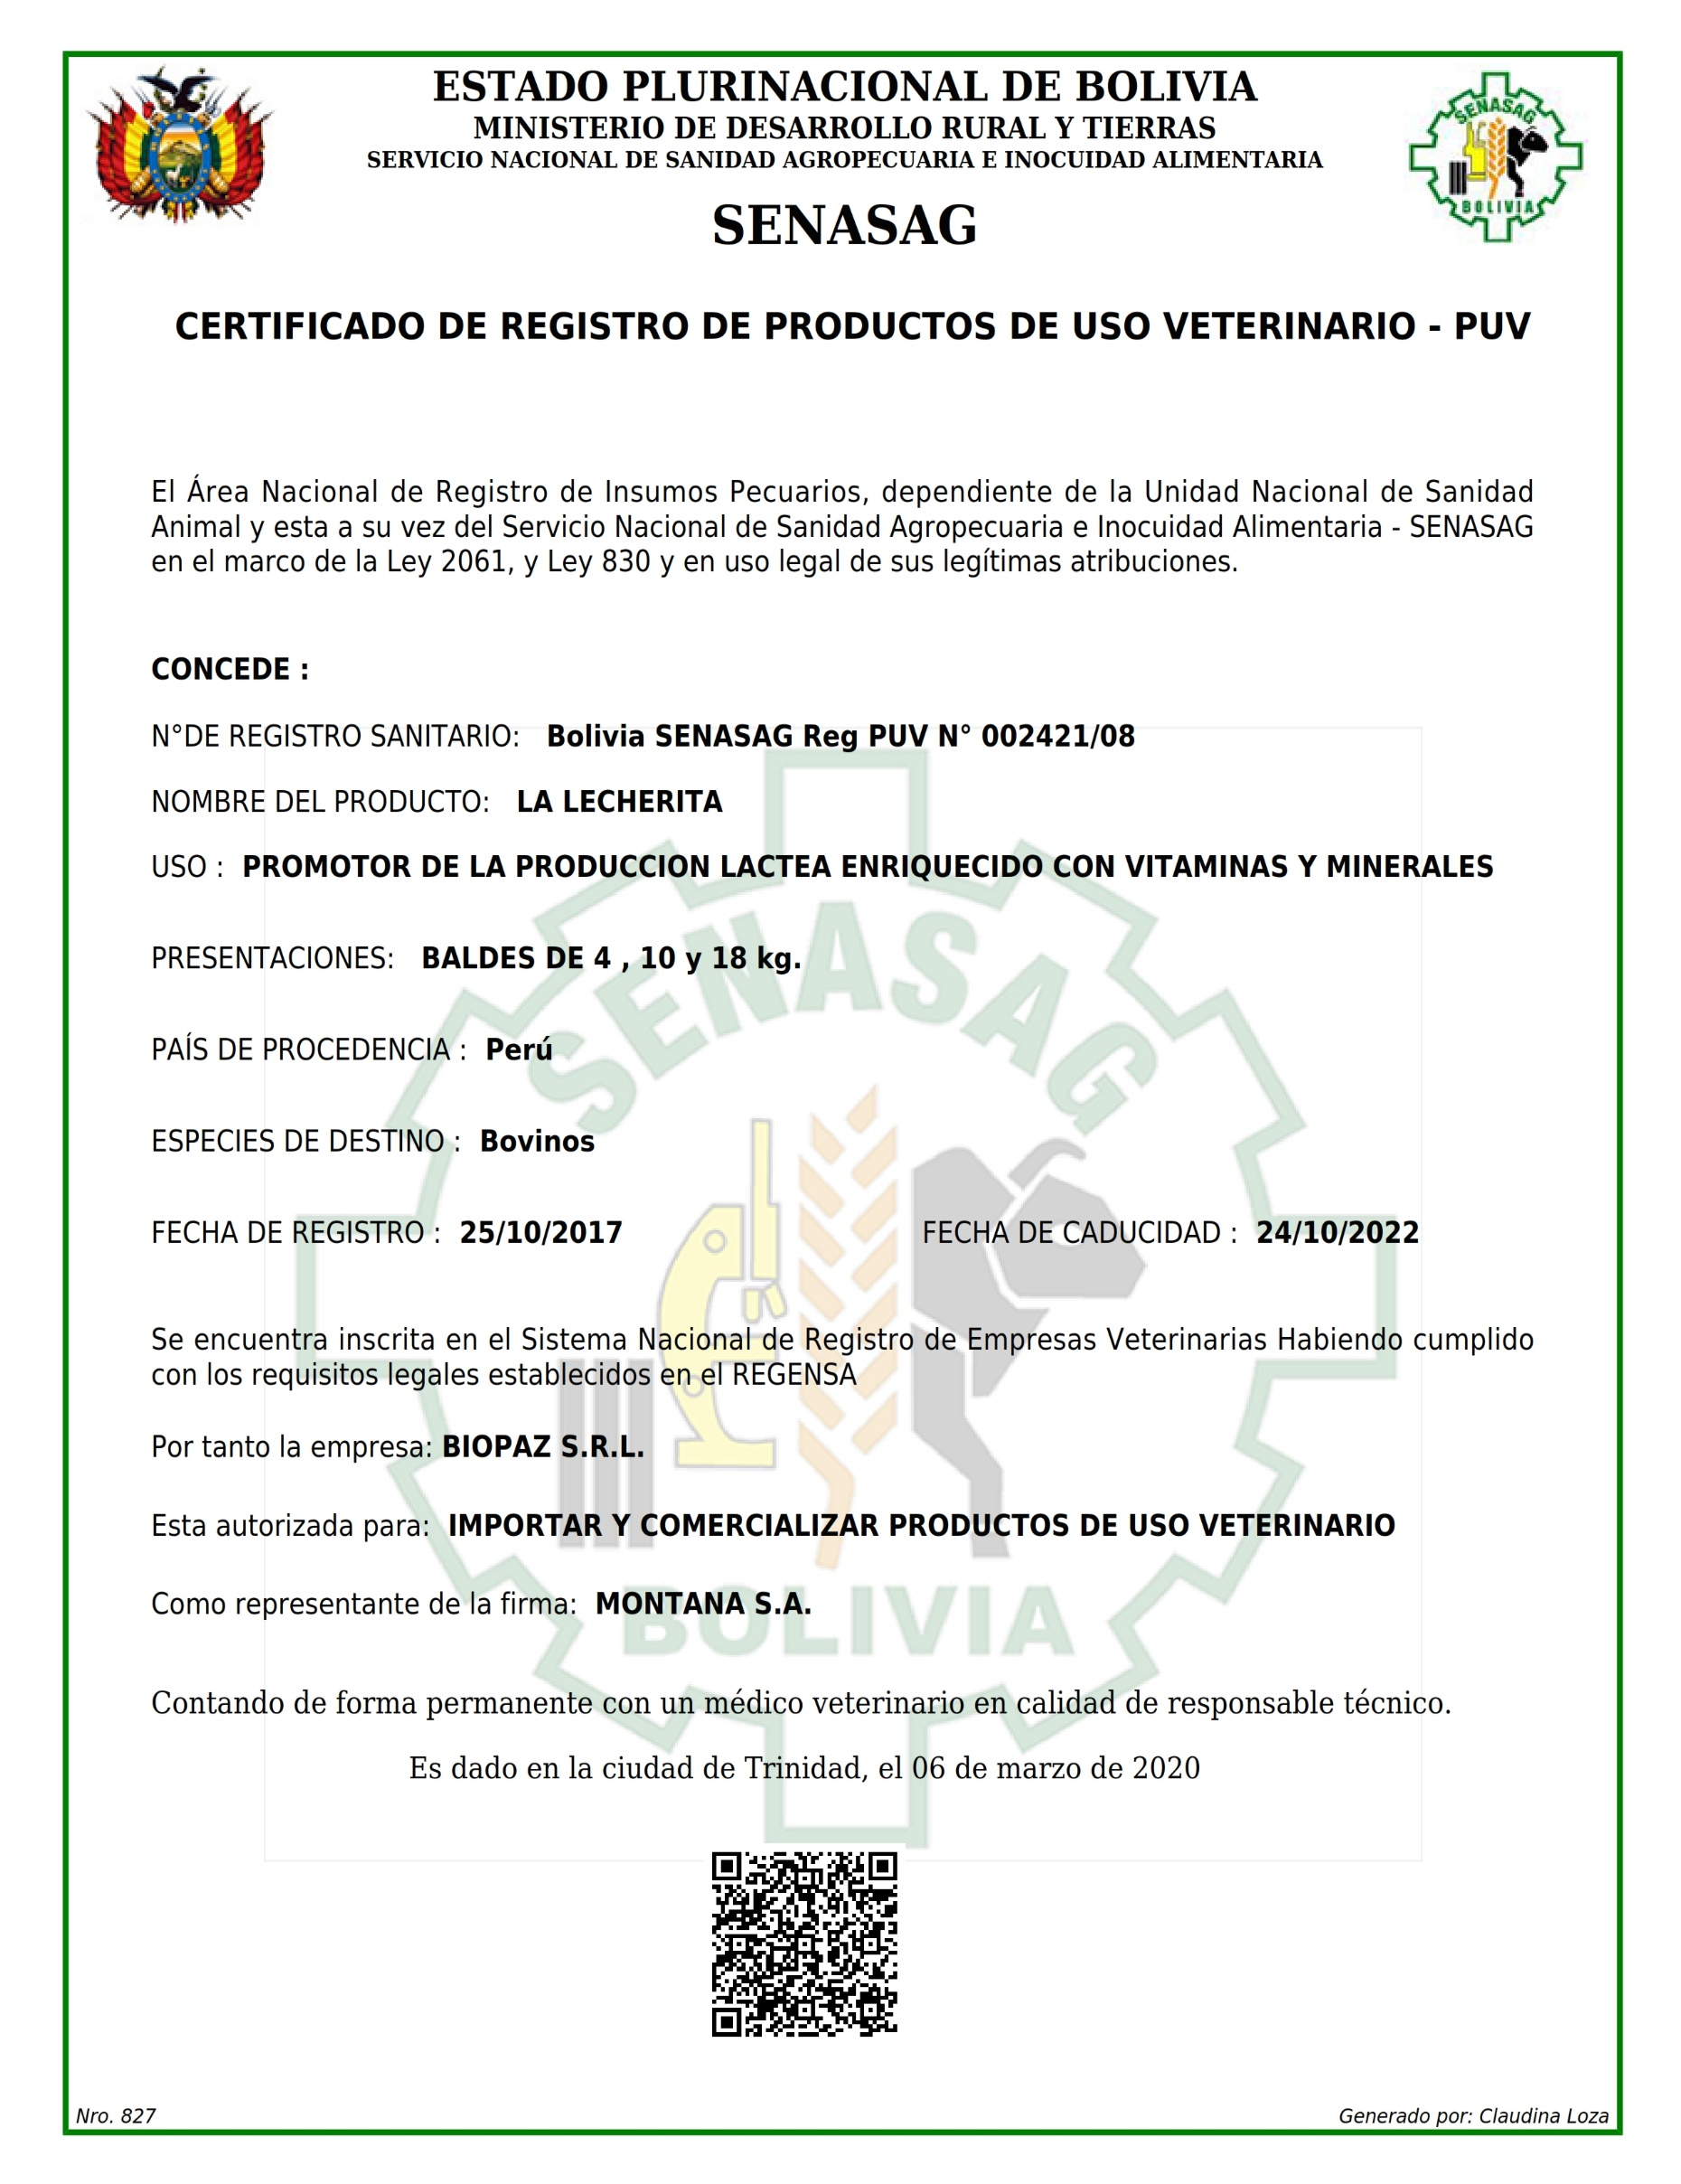 ESTADO PLURINACIONAL DE BOLIVIA
MINISTERIO DE DESARROLLO RURAL Y TIERRAS
SERVICIO NACIONAL DE SANIDAD AGROPECUARIA E INOCUIDAD ALIMENTARIA
SENASAG
SENASAG
BOLIVIA
CERTIFICADO DE REGISTRO DE PRODUCTOS DE USO VETERINARIO - PUV
El Área Nacional de Registro de Insumos Pecuarios, dependiente de la Unidad Nacional de Sanidad
Animal y esta a su vez del Servicio Nacional de Sanidad Agropecuaria e Inocuidad Alimentaria - SENASAG
en el marco de la Ley 2061, y Ley 830 y en uso legal de sus legítimas atribuciones.
CONCEDE :
N°DE REGISTRO SANITARIO: Bolivia SENASAG Reg PUV N° 002421/08
NOMBRE DEL PRODUCTO: LA LECHERITA
USO : PROMOTOR DE LA PRODUCCION LACTEA ENRIQUECIDO CON VITAMINAS Y MINERALES
PRESENTACIONES: BALDES DE 4 , 10 y 18 kg.
SENASAG
PAÍS DE PROCEDENCIA : Perú
ESPECIES DE DESTINO : Bovinos
FECHA DE REGISTRO : 25/10/2017 FECHA DE CADUCIDAD : 24/10/2022
Se encuentra inscrita en el Sistema Nacional de Registro de Empresas Veterinarias Habiendo cumplido
con los requisitos legales establecidos en el REGENSA
Por tanto la empresa: BIOPAZ S.R.L.
Esta autorizada para: IMPORTAR Y COMERCIALIZAR PRODUCTOS DE USO VETERINARIO
Como representante de la firma: MONTANA S.A.
BOLIVIA
Contando de forma permanente con un médico veterinario en calidad de responsable técnico.
Es dado en la ciudad de Trinidad, el 06 de marzo de 2020
Nro. 827
Generado por: Claudina Loza